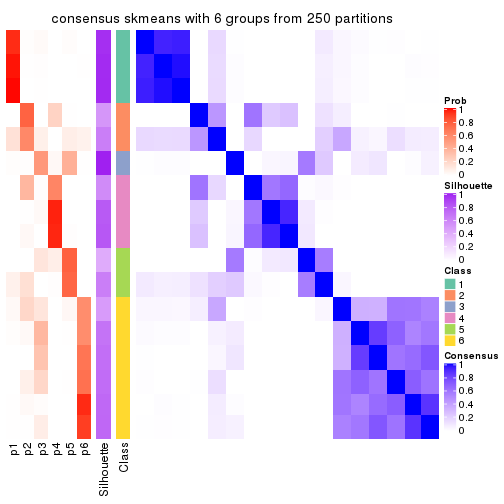 consensus skmeans with 6 groups from 250 partitions
Prob
1
0.8
0.6
0.4
0.2
0
Silhouette
1
0.8
0.6
0.4
0.2
0
Class
1
2
3
4
5
6
Consensus
1
0.8
0.6
0.4
0.2
0
p1
p2
p3
p4
p5
p6
Silhouette
Class